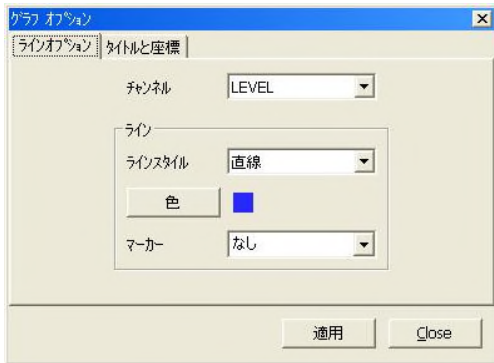 ｸﾞﾗﾌ ｵﾌﾟｼｮﾝ
ﾗｲﾝｵﾌﾟｼｮﾝ ﾀｲﾄﾙと座標
ﾁｬﾝﾈﾙ LEVEL
ﾗｲﾝ
ﾗｲﾝｽﾀｲﾙ 直線
色
ﾏｰｶｰ なし
適用 Close